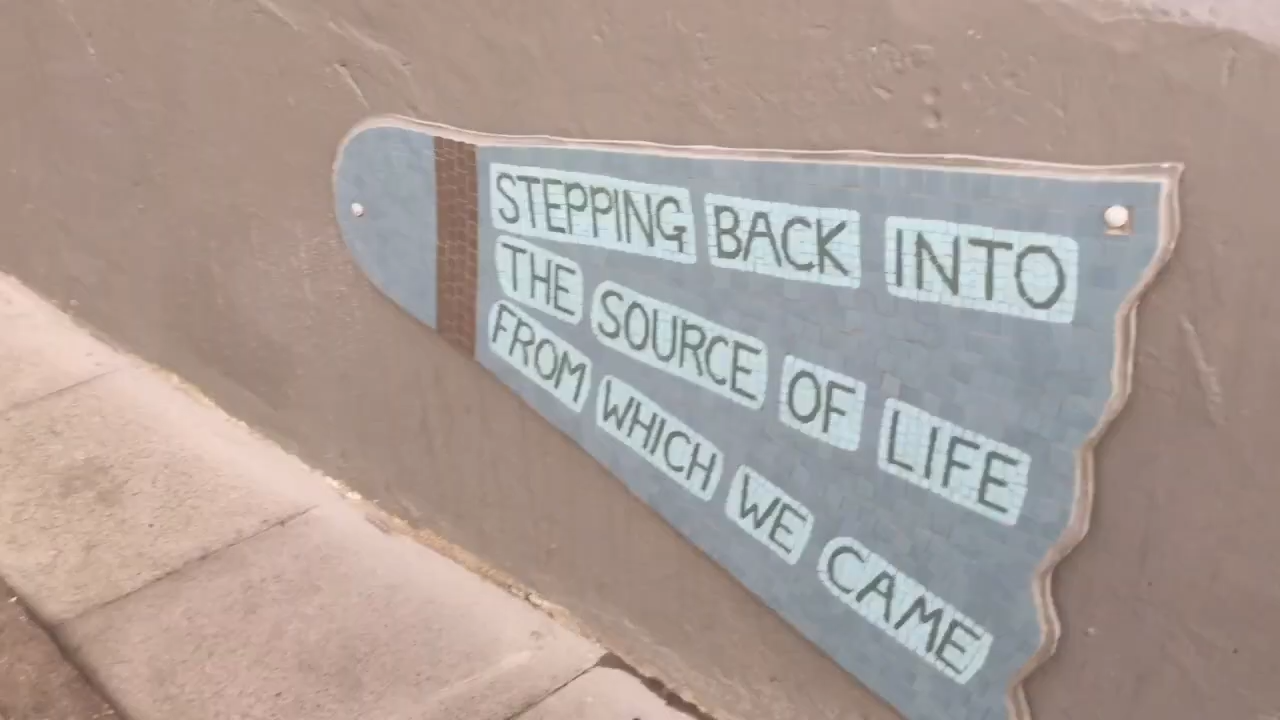 STEPPING BACK INTO
THE SOURCE OF LIFE
FROM WHICH WE CAME